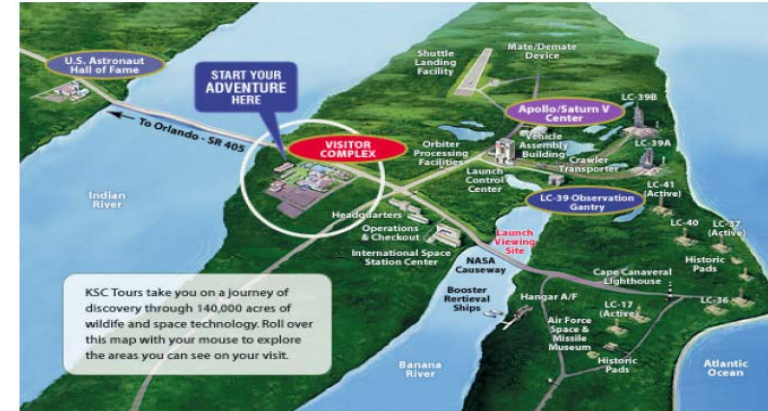 U.S. Astronaut
Hall of Fame
START YOUR
ADVENTURE
HERE
To Orlando - SR 405
VISITOR
COMPLEX
Shuttle
Landing
Facility
Mate/Demate
Device
Apollo/Saturn V
Center
LC-39B
Orbiter
Processing
Facilities
Vehicle
Assembly
Building
LC-39A
Crawler
Transporter
Launch
Control
Center
LC-39 Observation
Gantry
LC-41
(Active)
Indian
River
Headquarters
Operations
& Checkout
International Space
Station Center
Launch
Viewing
Site
NASA
Causeway
LC-40
LC-37
(Active)
Historic
Pads
Cape Canaveral
Lighthouse
Booster
Rertieval
Ships
Hangar A/F
LC-17
(Active)
LC-36
Air Force
Space &
Missile
Museum
Historic
Pads
Banana
River
Atlantic
Ocean
KSC Tours take you on a journey of
discovery through 140,000 acres of
wildlife and space technology. Roll over
this map with your mouse to explore
the areas you can see on your visit.